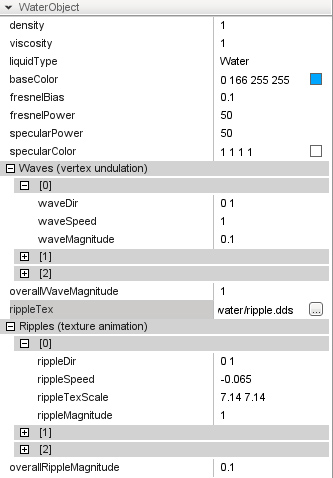 WaterObject
density 1
viscosity 1
liquidType Water
baseColor 0 166 255 255
fresnelBias 0.1
fresnelPower 50
specularPower 50
specularColor 1 1 1 1
Waves (vertex undulation)
[0]
waveDir 0 1
waveSpeed 1
waveMagnitude 0.1
[1]
[2]
overallWaveMagnitude 1
rippleTex water/ripple.dds ...
Ripples (texture animation)
[0]
rippleDir 0 1
rippleSpeed -0.065
rippleTexScale 7.14 7.14
rippleMagnitude 1
[1]
[2]
overallRippleMagnitude 0.1